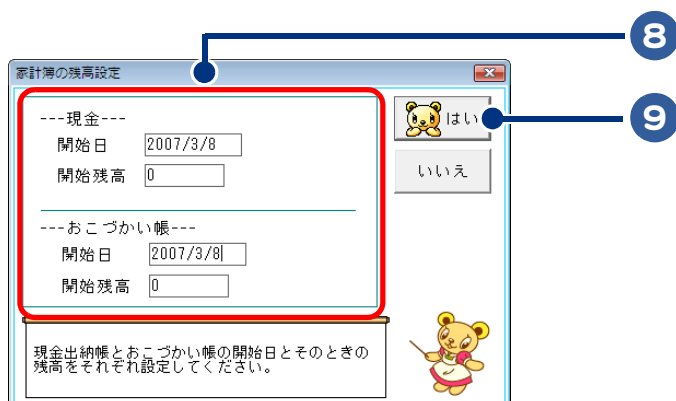 8
家計簿の残高設定
---現金---
はい
9
開始日 2007/3/8
開始残高 0
いいえ
---おこづかい帳---
開始日 2007/3/8
開始残高 0
現金出納帳とおこづかい帳の開始日とそのときの
残高をそれぞれ設定してください。